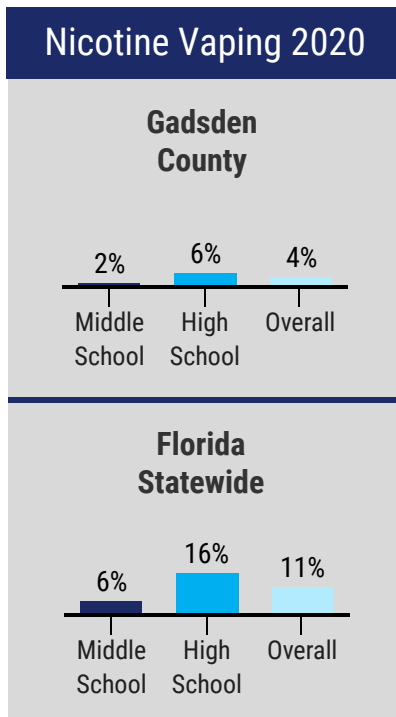 Nicotine Vaping 2020
Gadsden
County
2%
6%
4%
Middle
School
High
School
Overall
Florida
Statewide
6%
16%
11%
Middle
School
High
School
Overall